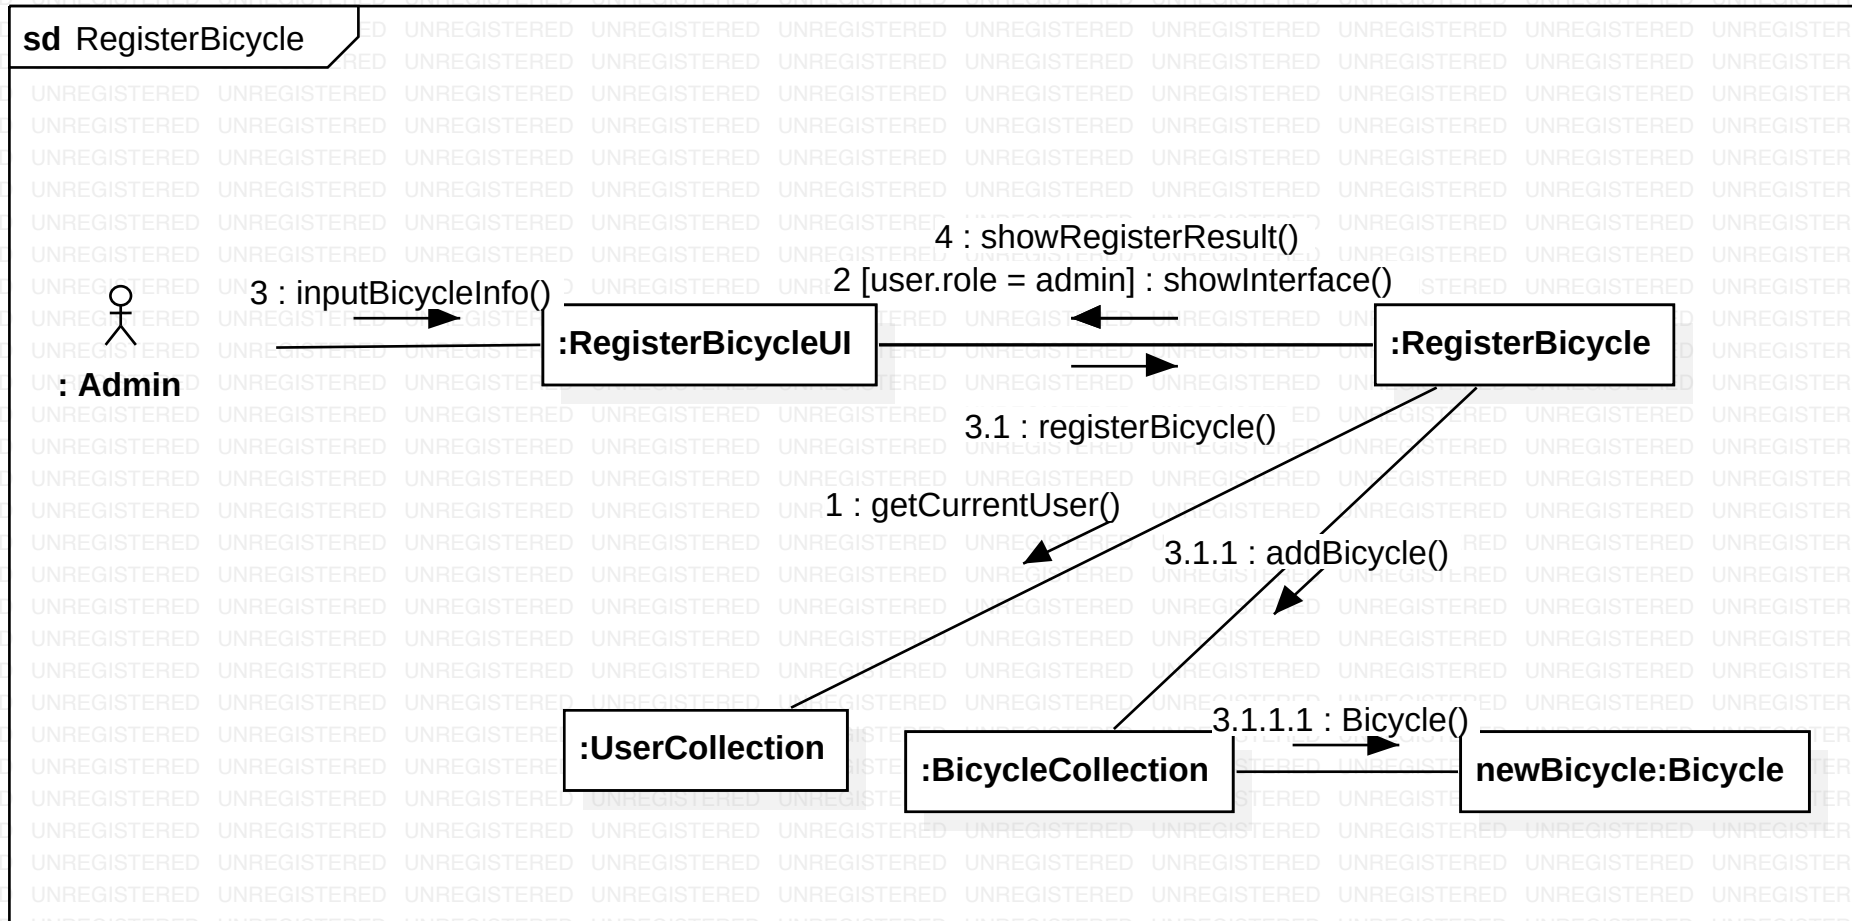 sd RegisterBicycle
4 : showRegisterResult()
2 [user.role = admin] : showInterface()
3 : inputBicycleInfo()
: Admin
:RegisterBicycleUI
:RegisterBicycle
3.1 : registerBicycle()
1 : getCurrentUser()
3.1.1 : addBicycle()
3.1.1.1 : Bicycle()
:UserCollection
:BicycleCollection
newBicycle:Bicycle
UNREGISTERED